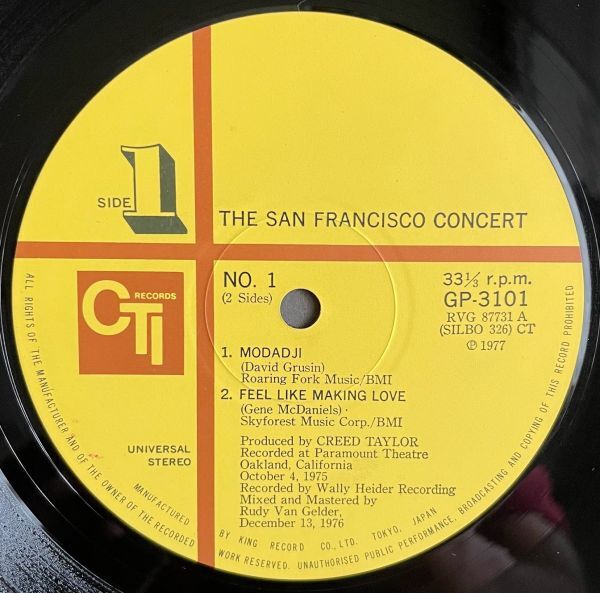 SIDE 1
THE SAN FRANCISCO CONCERT
CTI RECORDS
NO. 1
(2 Sides)
33⅓ r.p.m.
GP-3101
RVG 87731 A
(SILBO 326) CT
Ⓟ 1977
1. MODADJI
(David Grusin)
Roaring Fork Music/BMI
2. FEEL LIKE MAKING LOVE
(Gene McDaniels)·
Skyforest Music Corp./BMI
UNIVERSAL
STEREO
Produced by CREED TAYLOR
Recorded at Paramount Theatre
Oakland, California
October 4, 1975
Recorded by Wally Heider Recording
Mixed and Mastered by
Rudy Van Gelder,
December 13, 1976
MANUFACTURED BY KING RECORD CO., LTD. TOKYO, JAPAN
ALL RIGHTS OF THE MANUFACTURER AND OF THE OWNER OF THE RECORDED WORK RESERVED. UNAUTHORISED PUBLIC PERFORMANCE, BROADCASTING AND COPYING OF THIS RECORD PROHIBITED